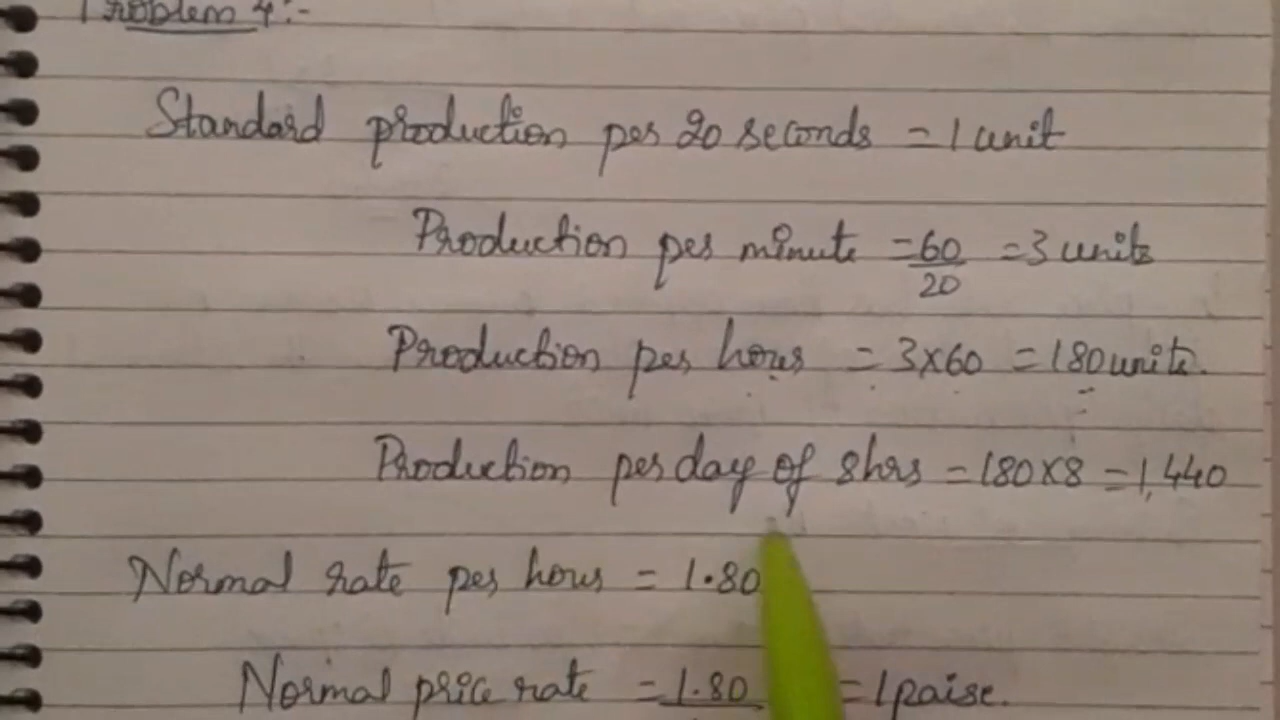 Problem 4:-
Standard production per 20 seconds = 1 unit
Production per minute = 60/20 = 3 units
Production per hour = 3x60 = 180 units.
Production per day of 8hrs = 180x8 = 1,440
Normal rate per hour = 1.80
Normal price rate = 1.80 = 1 paise.